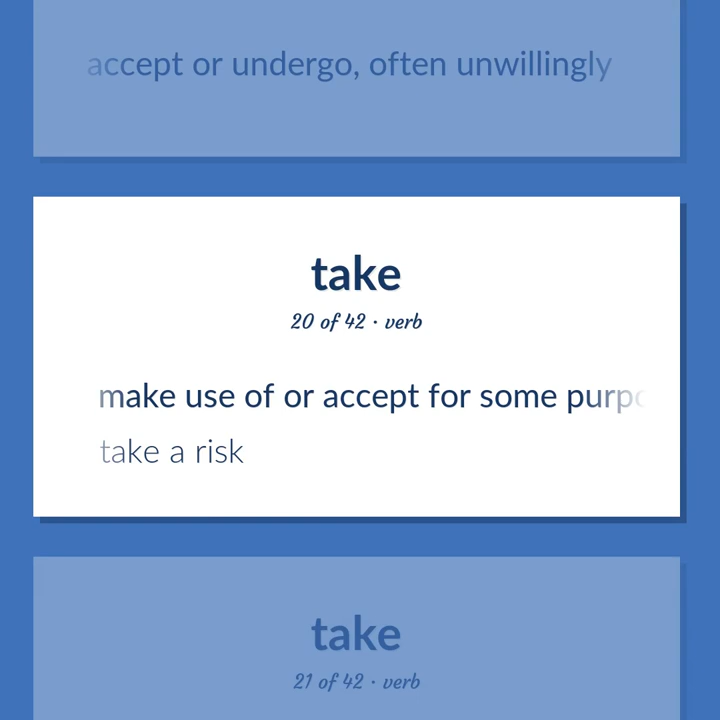 accept or undergo, often unwillingly
take
20 of 42 · verb
make use of or accept for some purpo
take a risk
take
21 of 42 · verb